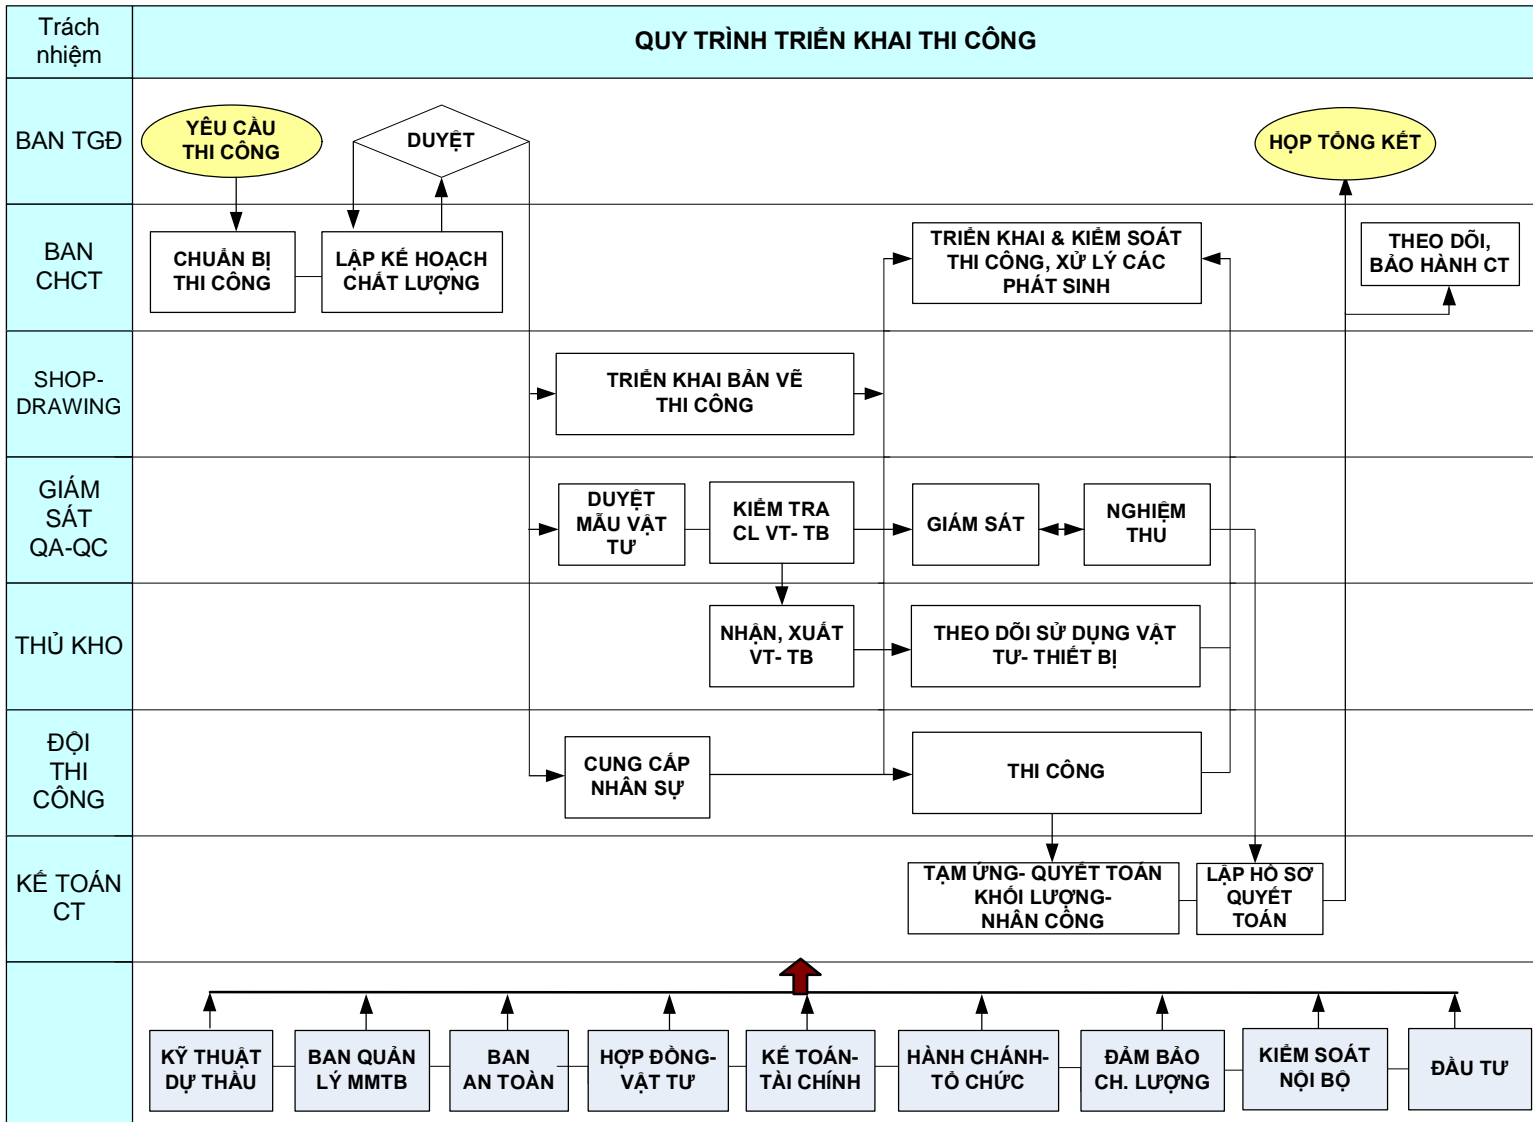 Trách
nhiệm
QUY TRÌNH TRIỂN KHAI THI CÔNG
BAN TGĐ
YÊU CẦU
THI CÔNG
DUYỆT
HỌP TỔNG KẾT
BAN
CHCT
CHUẨN BỊ
THI CÔNG
LẬP KẾ HOẠCH
CHẤT LƯỢNG
TRIỂN KHAI & KIỂM SOÁT
THI CÔNG, XỬ LÝ CÁC
PHÁT SINH
THEO DÕI,
BẢO HÀNH CT
SHOP-
DRAWING
TRIỂN KHAI BẢN VẼ
THI CÔNG
GIÁM
SÁT
QA-QC
DUYỆT
MẪU VẬT
TƯ
KIỂM TRA
CL VT- TB
GIÁM SÁT
NGHIỆM
THU
THỦ KHO
NHẬN, XUẤT
VT- TB
THEO DÕI SỬ DỤNG VẬT
TƯ- THIẾT BỊ
ĐỘI
THI
CÔNG
CUNG CẤP
NHÂN SỰ
THI CÔNG
KẾ TOÁN
CT
TẠM ỨNG- QUYẾT TOÁN
KHỐI LƯỢNG-
NHÂN CÔNG
LẬP HỒ SƠ
QUYẾT
TOÁN
KỸ THUẬT
DỰ THẦU
BAN QUẢN
LÝ MMTB
BAN
AN TOÀN
HỢP ĐỒNG-
VẬT TƯ
KẾ TOÁN-
TÀI CHÍNH
HÀNH CHÁNH-
TỔ CHỨC
ĐẢM BẢO
CH. LƯỢNG
KIỂM SOÁT
NỘI BỘ
ĐẦU TƯ